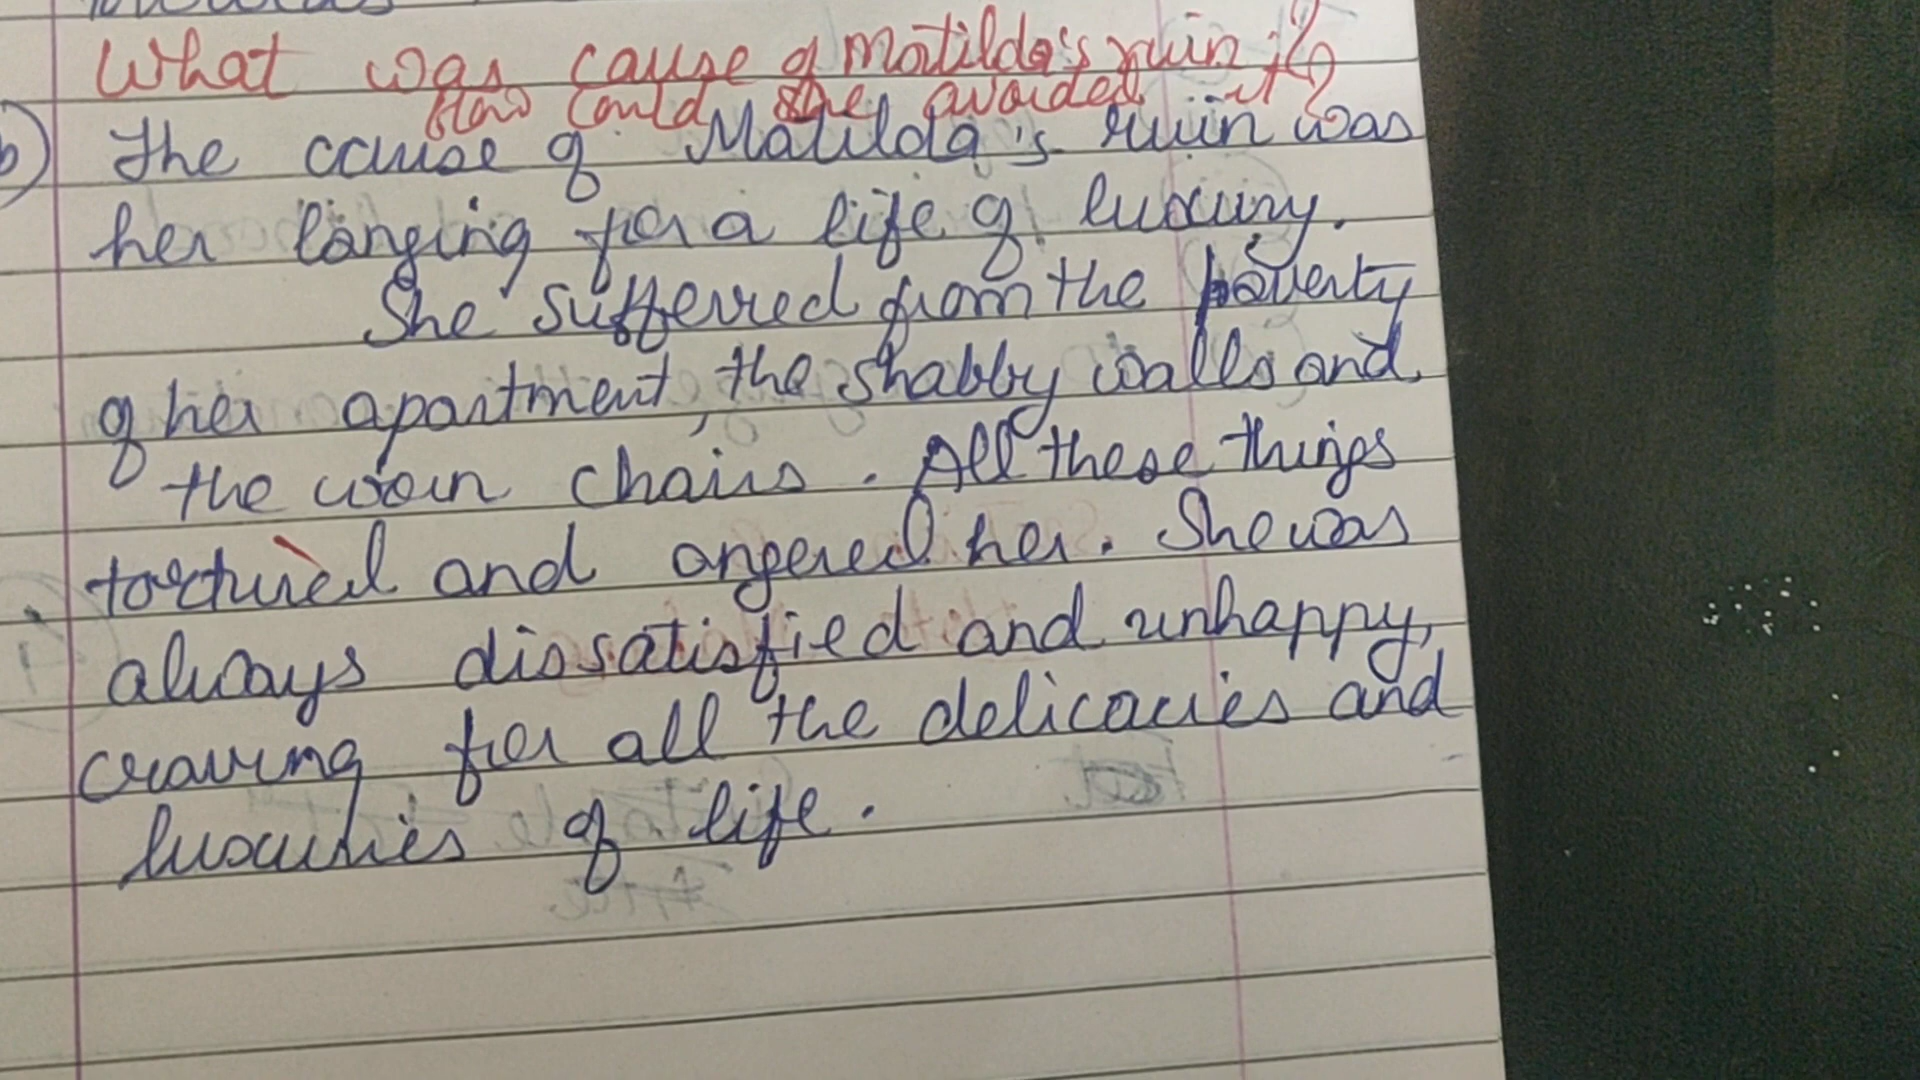 What was cause of Matilda's ruin ?
How could she avoided it?
b) The cause of Matilda's ruin was
her longing for a life of luxury.
She suffered from the poverty
of her apartment, the shabby walls and
the worn chairs. All these things
tortured and angered her. She was
always dissatisfied and unhappy,
craving for all the delicacies and
luxuries of life.